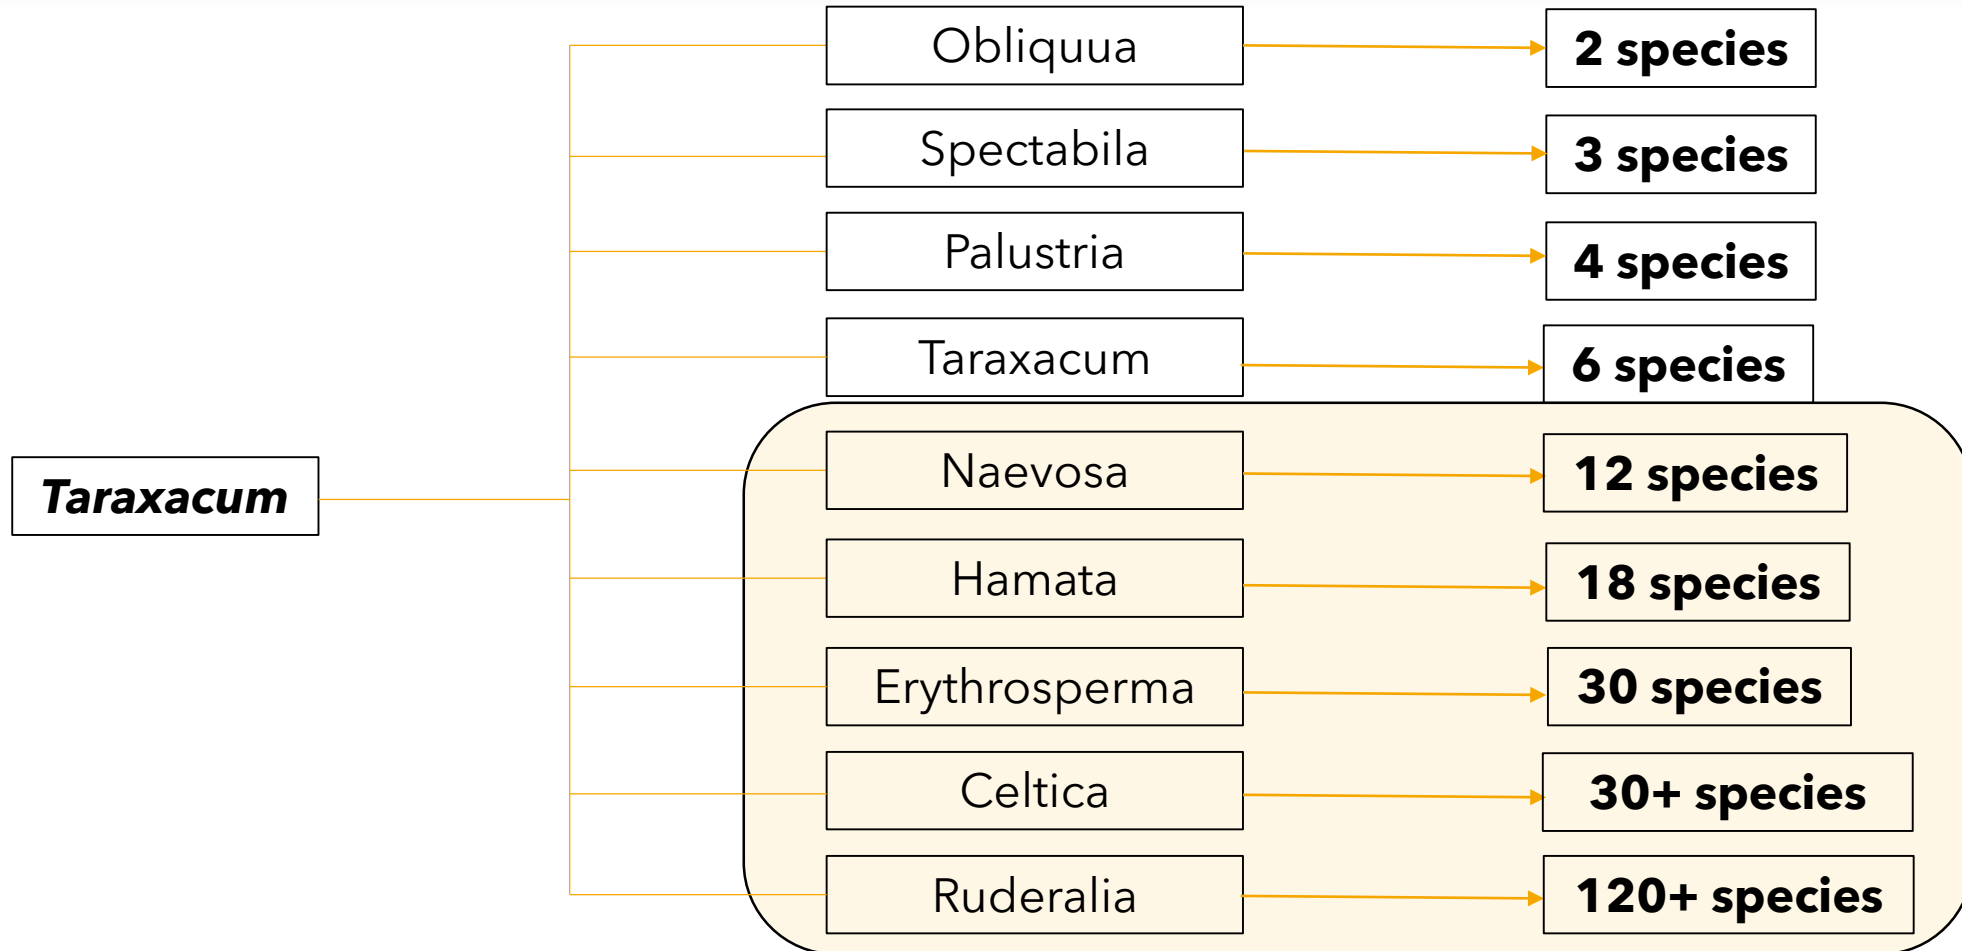 Obliquua
2 species
Spectabila
3 species
Palustria
4 species
Taraxacum
6 species
Naevosa
12 species
Taraxacum
Hamata
18 species
Erythrosperma
30 species
Celtica
30+ species
Ruderalia
120+ species